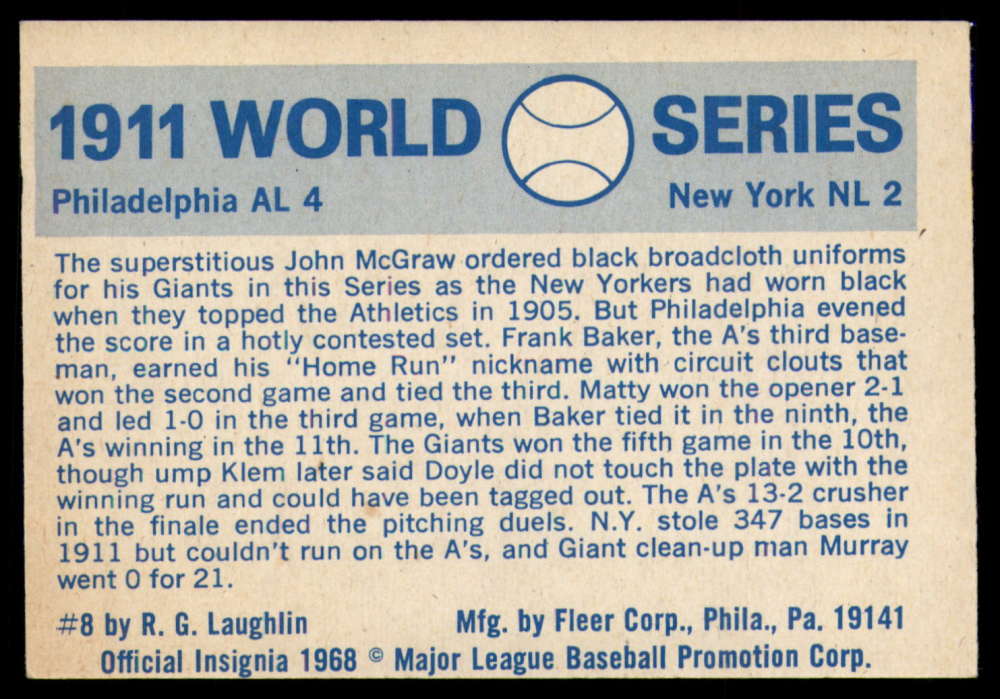 1911 WORLD SERIES
Philadelphia AL 4 New York NL 2
The superstitious John McGraw ordered black broadcloth uniforms
for his Giants in this Series as the New Yorkers had worn black
when they topped the Athletics in 1905. But Philadelphia evened
the score in a hotly contested set. Frank Baker, the A's third base-
man, earned his "Home Run" nickname with circuit clouts that
won the second game and tied the third. Matty won the opener 2-1
and led 1-0 in the third game, when Baker tied it in the ninth, the
A's winning in the 11th. The Giants won the fifth game in the 10th,
though ump Klem later said Doyle did not touch the plate with the
winning run and could have been tagged out. The A's 13-2 crusher
in the finale ended the pitching duels. N.Y. stole 347 bases in
1911 but couldn't run on the A's, and Giant clean-up man Murray
went 0 for 21.
#8 by R. G. Laughlin Mfg. by Fleer Corp., Phila., Pa. 19141
Official Insignia 1968 © Major League Baseball Promotion Corp.